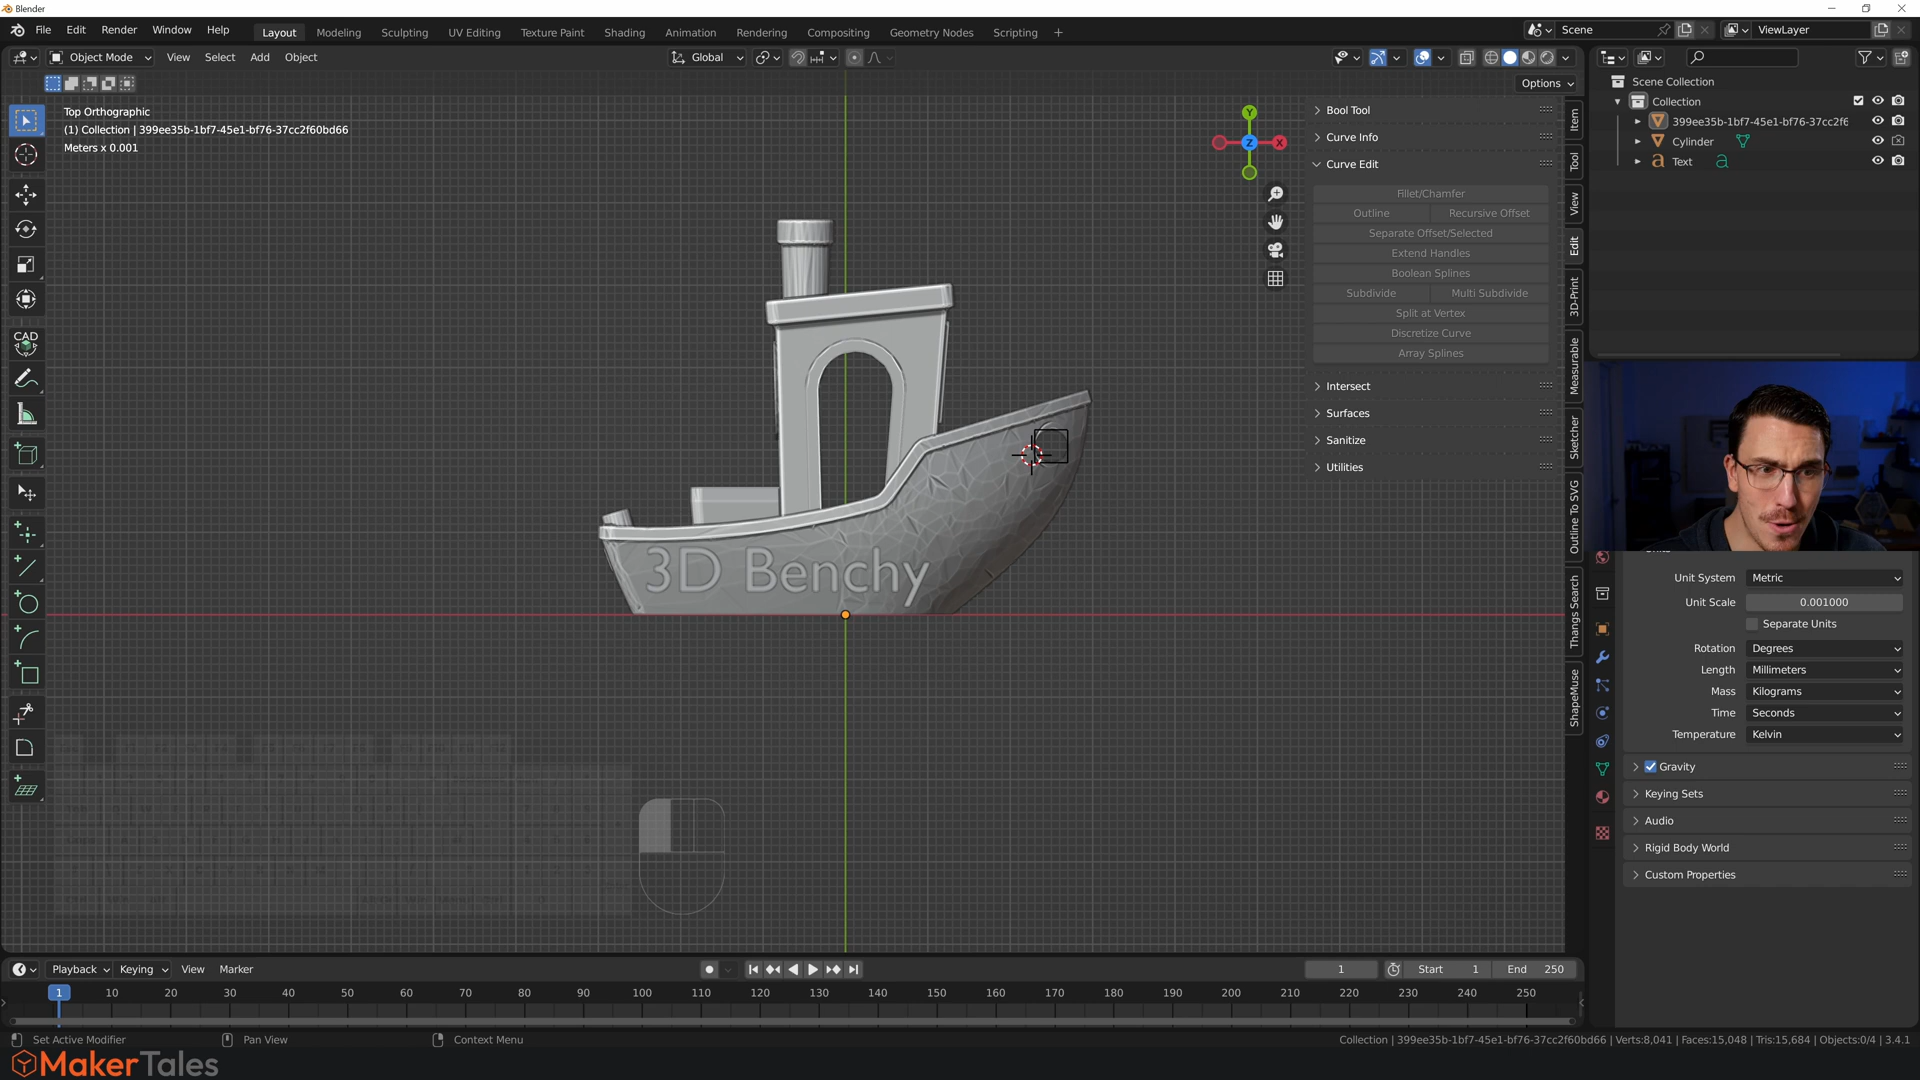 Blender
File Edit Render Window Help
Layout Modeling Sculpting UV Editing Texture Paint Shading Animation Rendering Compositing Geometry Nodes Scripting +
Scene
ViewLayer
Object Mode View Select Add Object
Global
Options
Top Orthographic
(1) Collection | 399ee35b-1bf7-45e1-bf76-37cc2f60bd66
Meters x 0.001
CAD
Y
Z
X
3D Benchy
Bool Tool
Curve Info
Curve Edit
Fillet/Chamfer
Outline Recursive Offset
Separate Offset/Selected
Extend Handles
Boolean Splines
Subdivide Multi Subdivide
Split at Vertex
Discretize Curve
Array Splines
Intersect
Surfaces
Sanitize
Utilities
Item
Tool
View
Edit
3D-Print
Measurable
Sketcher
Outline To SVG
Thangs Search
ShapeMuse
Scene Collection
Collection
399ee35b-1bf7-45e1-bf76-37cc2f6
Cylinder
Text
Unit System Metric
Unit Scale 0.001000
Separate Units
Rotation Degrees
Length Millimeters
Mass Kilograms
Time Seconds
Temperature Kelvin
Gravity
Keying Sets
Audio
Rigid Body World
Custom Properties
Playback Keying View Marker
1 Start 1 End 250
1 10 20 30 40 50 60 70 80 90 100 110 120 130 140 150 160 170 180 190 200 210 220 230 240 250
Set Active Modifier Pan View Context Menu
Collection | 399ee35b-1bf7-45e1-bf76-37cc2f60bd66 | Verts:8,041 | Faces:15,048 | Tris:15,684 | Objects:0/4 | 3.4.1
MakerTales